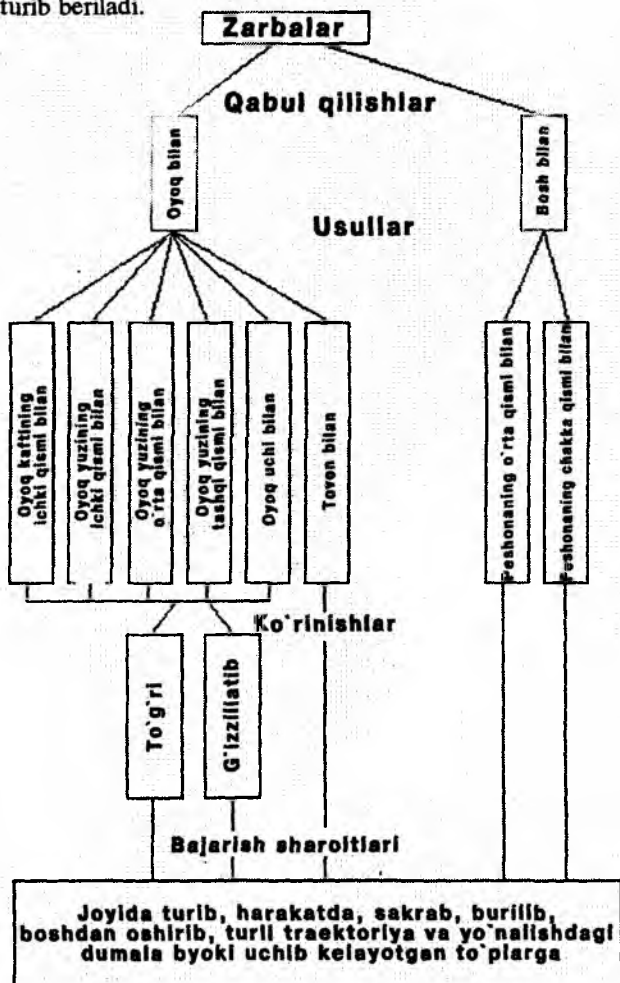 turib beriladi.
Zarbalar
Qabul qilishlar
Oyoq bilan
Bosh bilan
Usullar
Oyoq kaftining
ichki qismi bilan
Oyoq yuzining
ichki qismi bilan
Oyoq yuzining
o`rta qismi bilan
Oyoq yuzining
tashqi qismi bilan
Oyoq uchi bilan
Tovon bilan
Peshonaning o`rta qismi bilan
Peshonaning chakka qismi bilan
Ko`rinishlar
To`g`ri
G`izzillatib
Bajarish sharoitlari
Joyida turib, harakatda, sakrab, burilib,
boshdan oshirib, turli traektoriya va yo`nalishdagi
dumala byoki uchib kelayotgan to`plarga